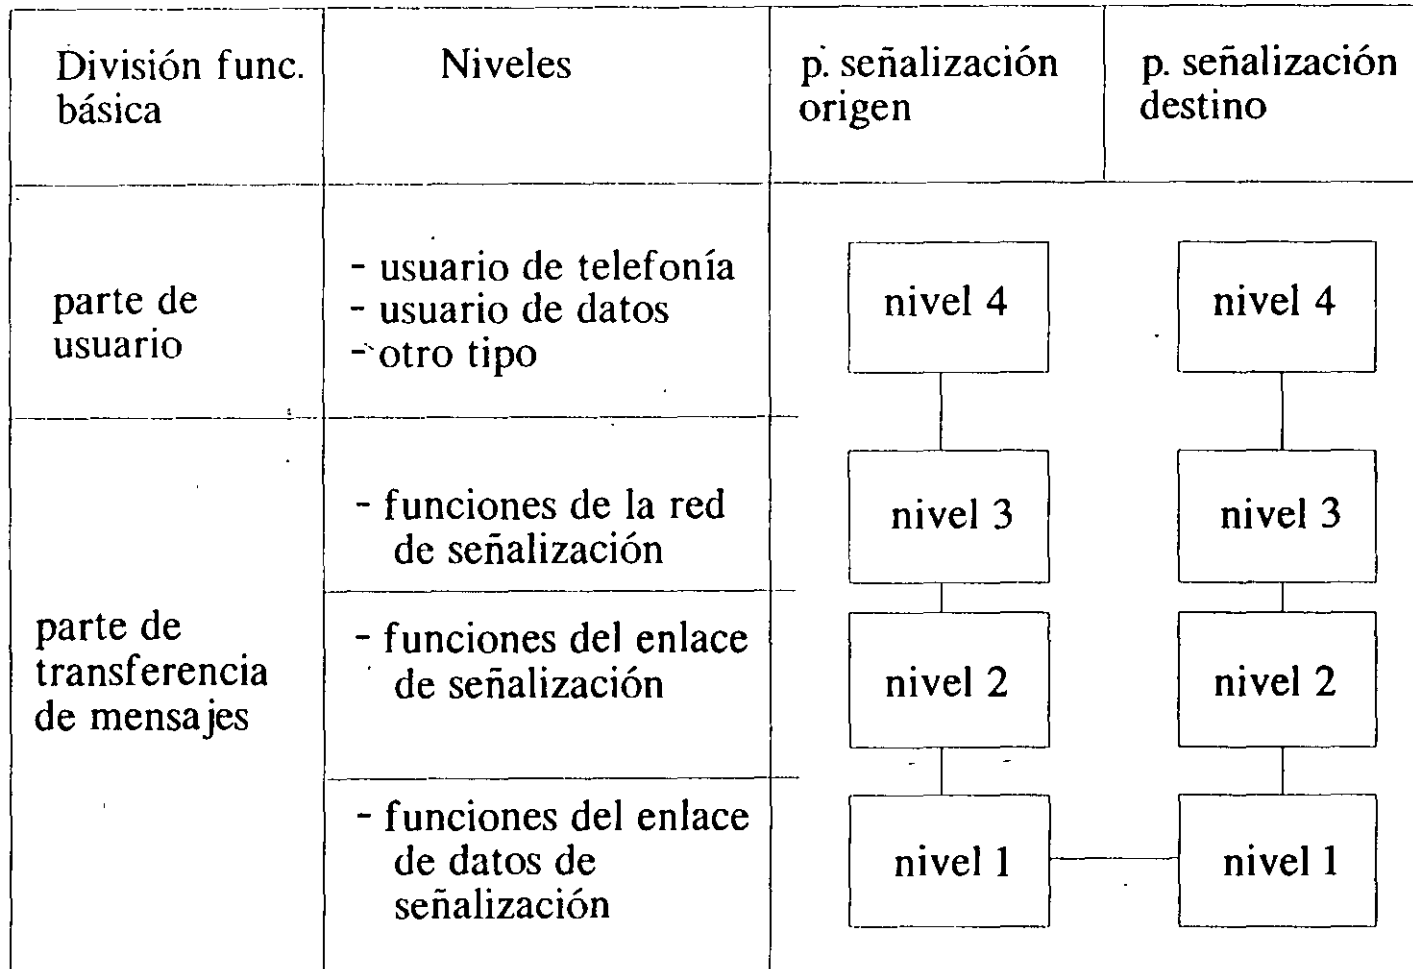 División func.
básica
Niveles
p. señalización
origen
p. señalización
destino
parte de
usuario
- usuario de telefonía
- usuario de datos
- otro tipo
nivel 4
nivel 4
parte de
transferencia
de mensajes
- funciones de la red
de señalización
nivel 3
nivel 3
- funciones del enlace
de señalización
nivel 2
nivel 2
- funciones del enlace
de datos de
señalización
nivel 1
nivel 1